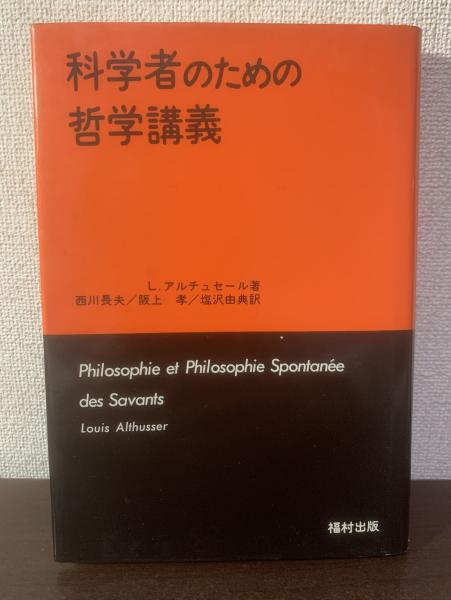 科学者のための
哲学講義
L.アルチュセール著
西川長夫／阪上 孝／塩沢由典訳
Philosophie et Philosophie Spontanée
des Savants
Louis Althusser
福村出版